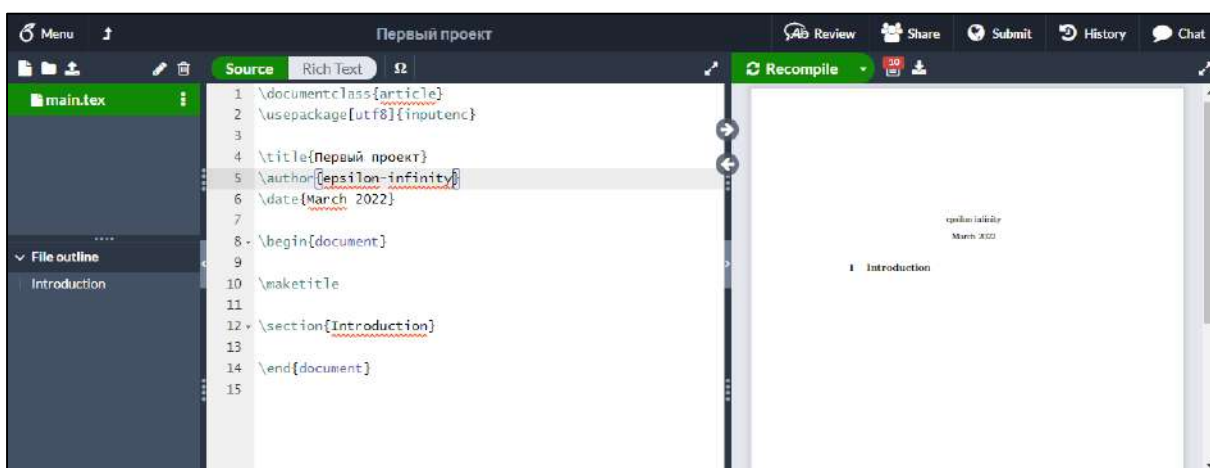 Menu Первый проект Review Share Submit History Chat
Source Rich Text Ω Recompile 10
main.tex
1 \documentclass{article}
2 \usepackage[utf8]{inputenc}
3
4 \title{Первый проект}
5 \author{epsilon-infinity}
6 \date{March 2022}
7
8 \begin{document}
9
10 \maketitle
11
12 \section{Introduction}
13
14 \end{document}
15
File outline
Introduction
epsilon infinity
March 2022
1 Introduction